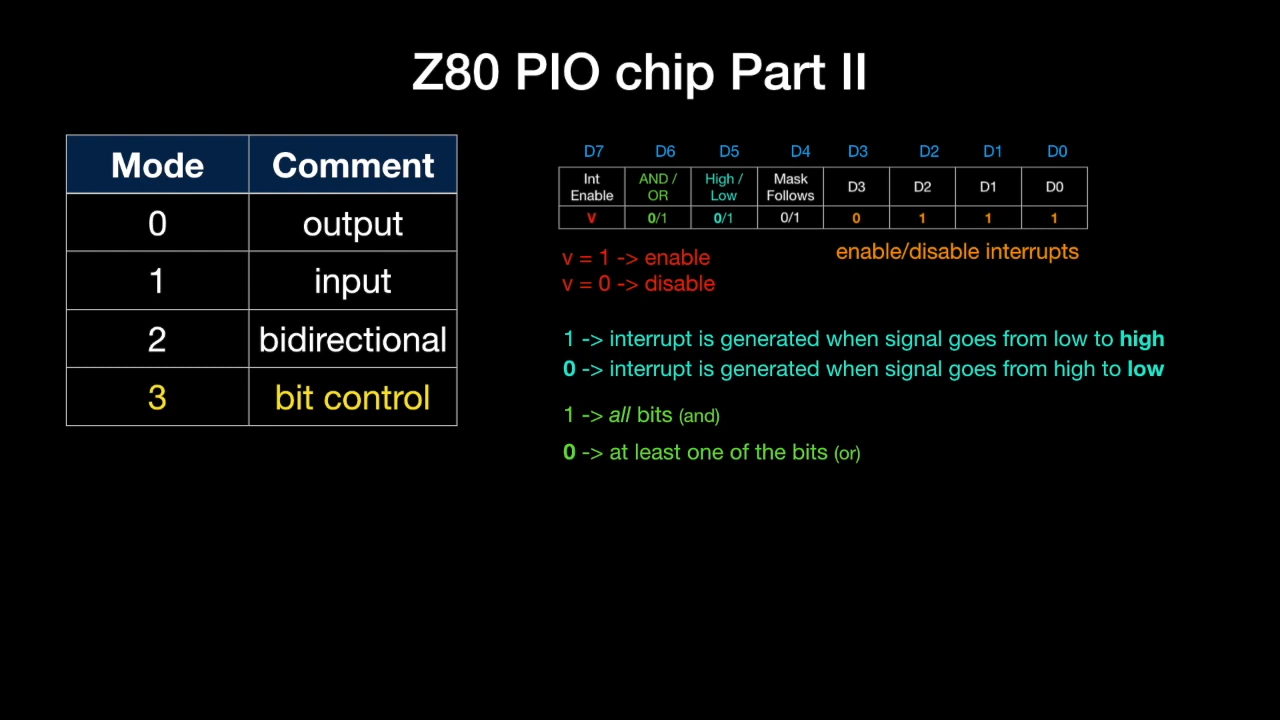 Z80 PIO chip Part II
Mode Comment
0 output
1 input
2 bidirectional
3 bit control
D7 D6 D5 D4 D3 D2 D1 D0
Int Enable AND / OR High / Low Mask Follows D3 D2 D1 D0
v 0/1 0/1 0/1 0 1 1 1
v = 1 -> enable
v = 0 -> disable
enable/disable interrupts
1 -> interrupt is generated when signal goes from low to high
0 -> interrupt is generated when signal goes from high to low
1 -> all bits (and)
0 -> at least one of the bits (or)